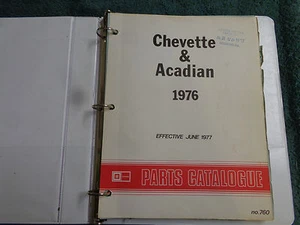 Chevette
&
Acadian
1976
EFFECTIVE JUNE 1977
PARTS CATALOGUE
no.760